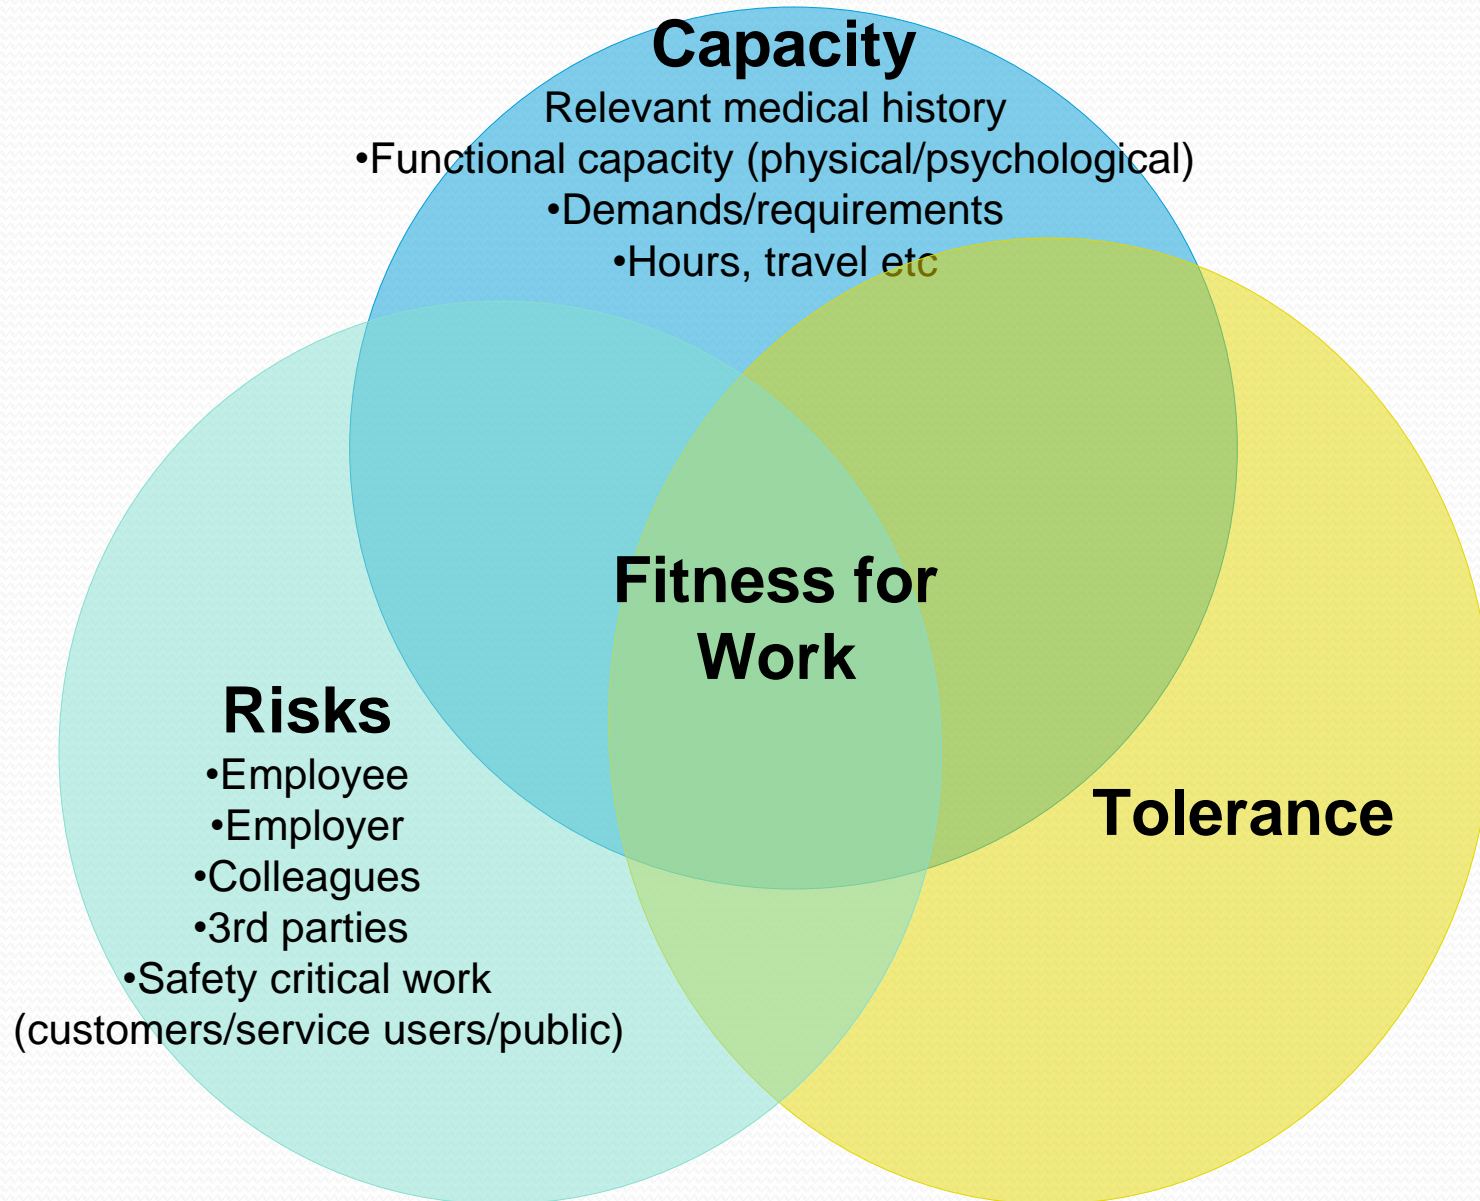 Capacity
Relevant medical history
•Functional capacity (physical/psychological)
•Demands/requirements
•Hours, travel etc
Fitness for
Work
Risks
•Employee
•Employer
•Colleagues
•3rd parties
•Safety critical work
(customers/service users/public)
Tolerance